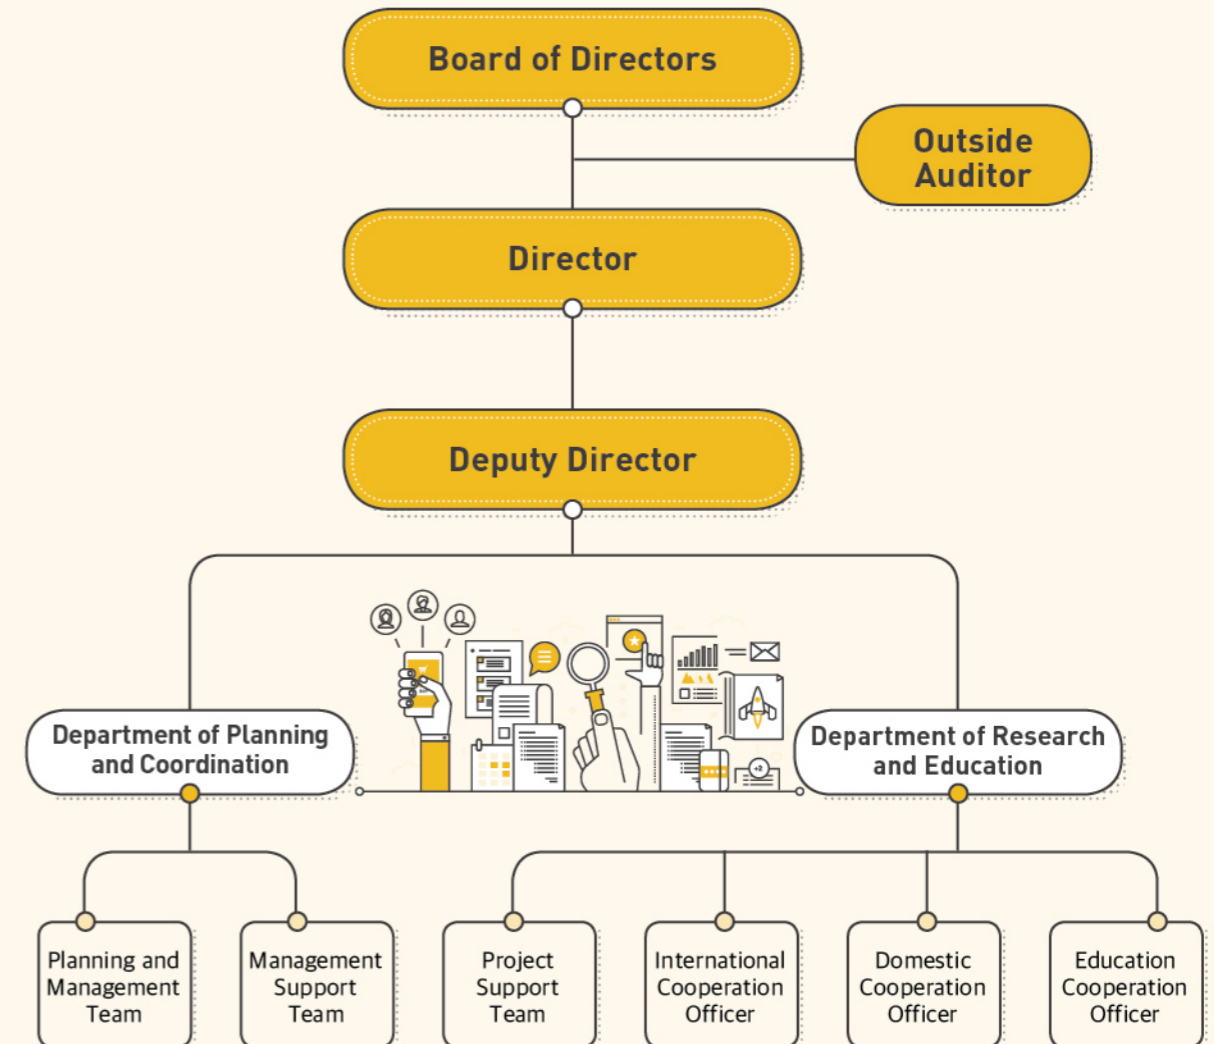 Board of Directors
Outside
Auditor
Director
Deputy Director
Department of Planning
and Coordination
Department of Research
and Education
Planning and
Management
Team
Management
Support
Team
Project
Support
Team
International
Cooperation
Officer
Domestic
Cooperation
Officer
Education
Cooperation
Officer